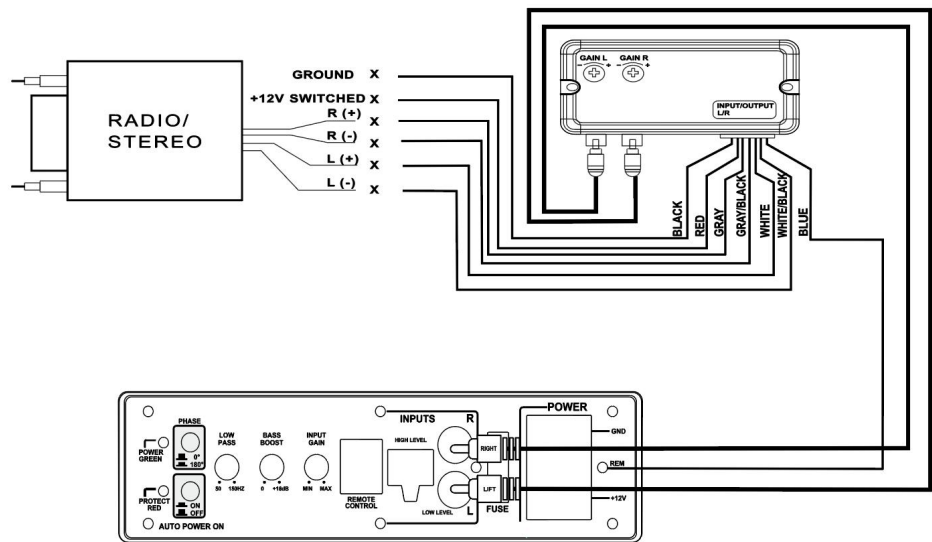 RADIO/
STEREO
GROUND X
+12V SWITCHED X
R (+) X
R (-) X
L (+) X
L (-) X
GAIN L GAIN R
- + - +
INPUT/OUTPUT
L/R
BLACK
RED
GRAY
GRAY/BLACK
WHITE
WHITE/BLACK
BLUE
PHASE
POWER
GREEN
0°
180°
PROTECT
RED
ON
OFF
AUTO POWER ON
LOW
PASS
50 150HZ
BASS
BOOST
0 +18dB
INPUT
GAIN
MIN MAX
REMOTE
CONTROL
INPUTS
HIGH LEVEL
LOW LEVEL
R
RIGHT
LIFT
L
FUSE
POWER
GND
REM
+12V